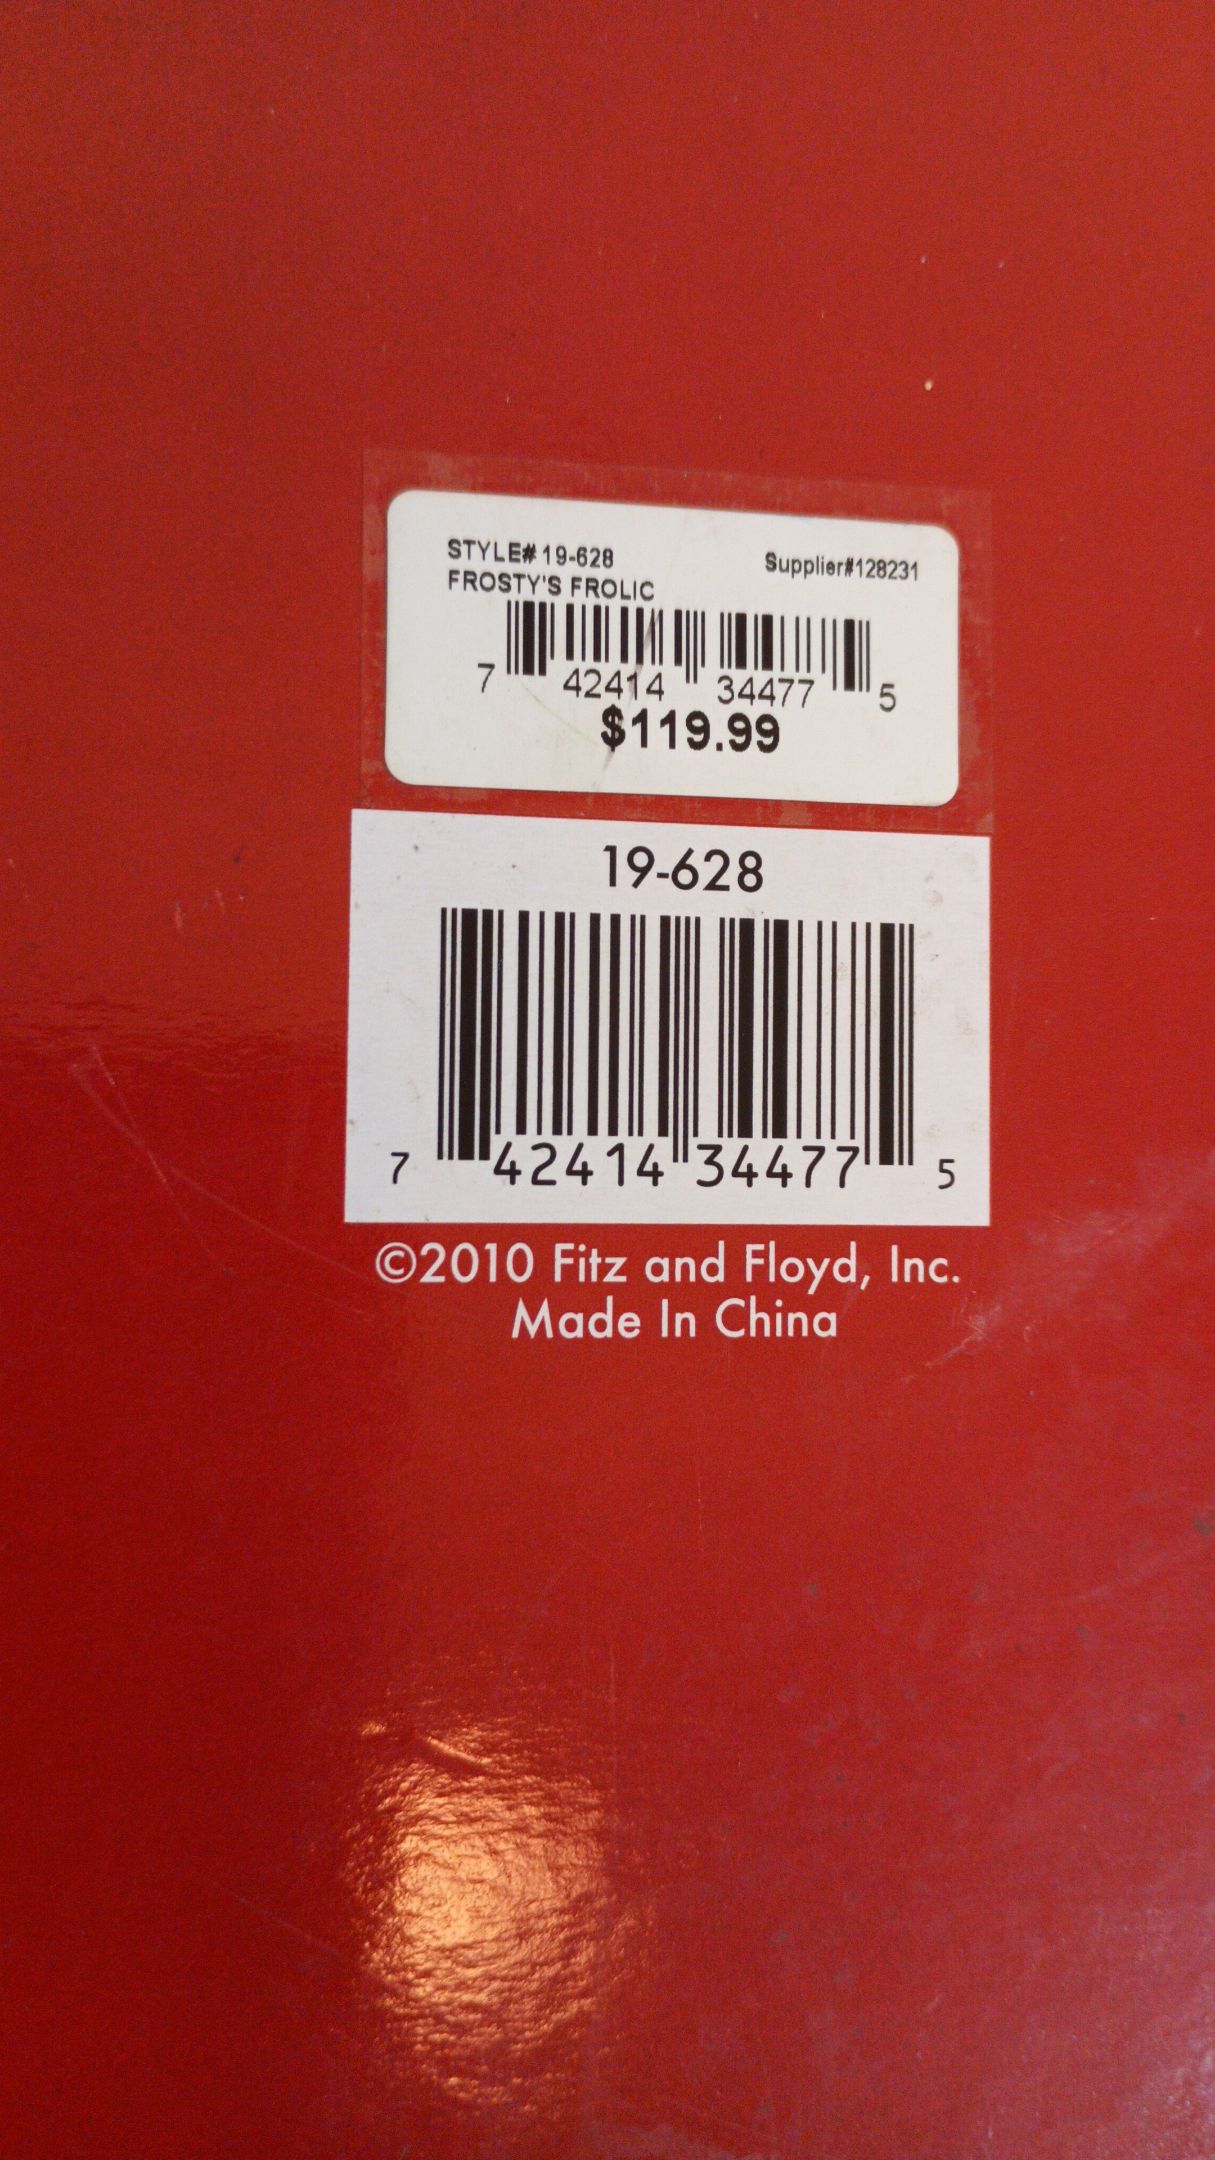 STYLE# 19-628
Supplier#128231
FROSTY'S FROLIC
7 42414 34477 5
$119.99
19-628
7 42414 34477 5
©2010 Fitz and Floyd, Inc.
Made In China